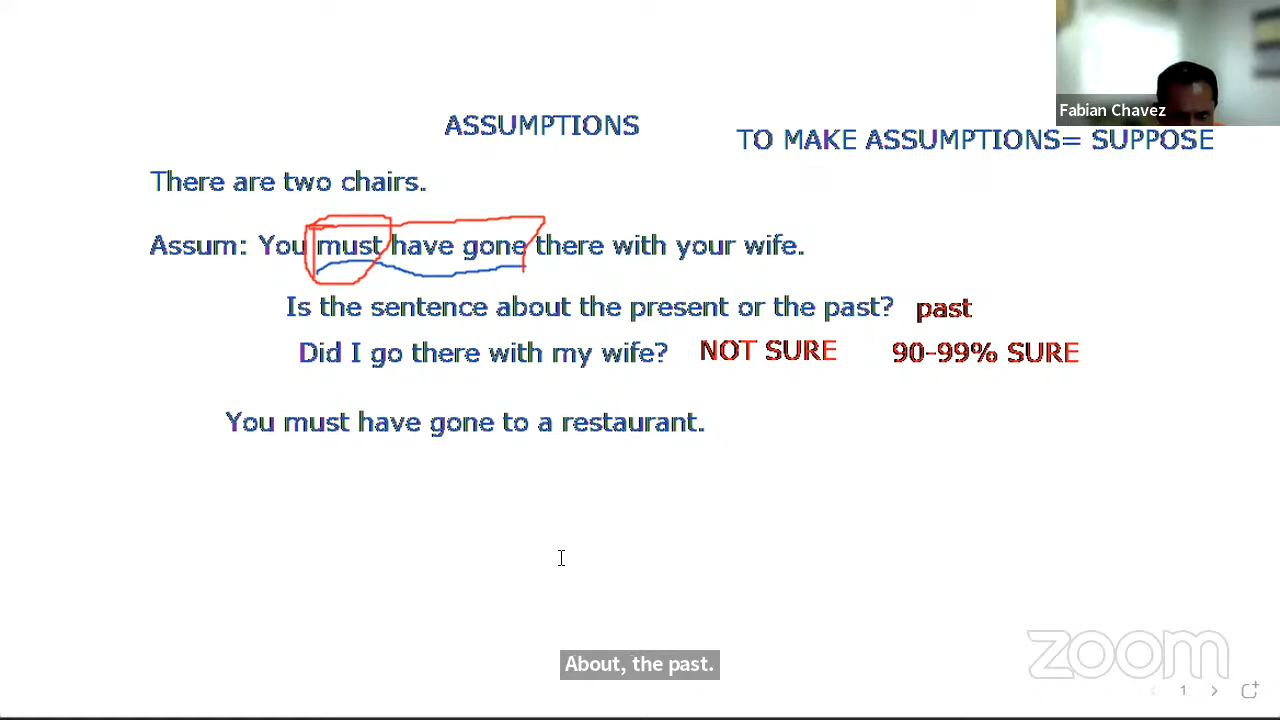 Fabian Chavez
ASSUMPTIONS
TO MAKE ASSUMPTIONS= SUPPOSE
There are two chairs.
Assum: You must have gone there with your wife.
Is the sentence about the present or the past? past
Did I go there with my wife? NOT SURE 90-99% SURE
You must have gone to a restaurant.
About, the past.
zoom
1